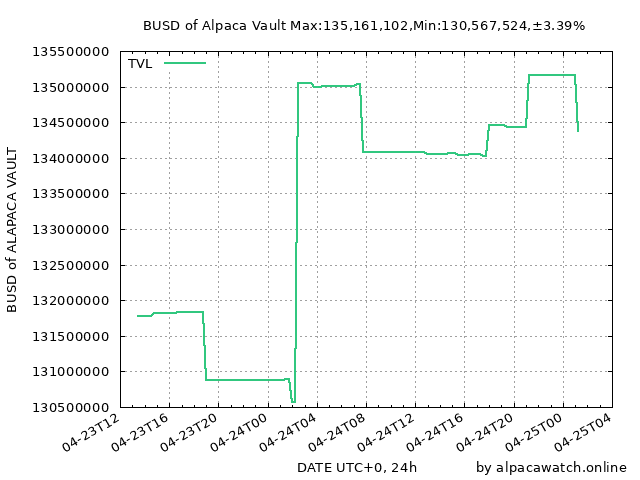 BUSD of Alpaca Vault Max:135,161,102,Min:130,567,524,±3.39%
TVL
BUSD of ALAPACA VAULT
135500000
135000000
134500000
134000000
133500000
133000000
132500000
132000000
131500000
131000000
130500000
04-23T12
04-23T16
04-23T20
04-24T00
04-24T04
04-24T08
04-24T12
04-24T16
04-24T20
04-25T00
04-25T04
DATE UTC+0, 24h
by alpacawatch.online